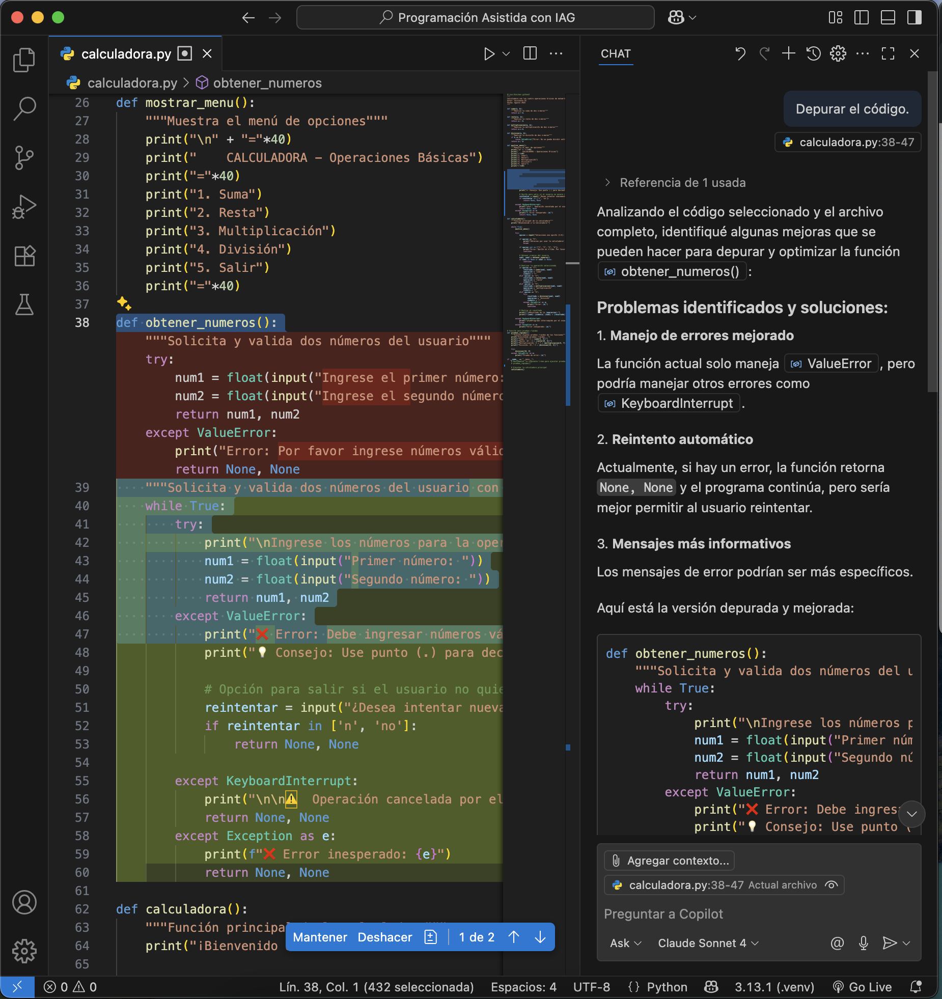 Programación Asistida con IAG
calculadora.py
calculadora.py > obtener_numeros
26 def mostrar_menu():
27 """Muestra el menú de opciones"""
28 print("\n" + "="*40)
29 print("    CALCULADORA - Operaciones Básicas")
30 print("="*40)
31 print("1. Suma")
32 print("2. Resta")
33 print("3. Multiplicación")
34 print("4. División")
35 print("5. Salir")
36 print("="*40)
37
38 def obtener_numeros():
"""Solicita y valida dos números del usuario"""
try:
num1 = float(input("Ingrese el primer número:
num2 = float(input("Ingrese el segundo número
return num1, num2
except ValueError:
print("Error: Por favor ingrese números válid
return None, None
39 """Solicita y valida dos números del usuario con
40 while True:
41 try:
42 print("\nIngrese los números para la oper
43 num1 = float(input("Primer número: "))
44 num2 = float(input("Segundo número: "))
45 return num1, num2
46 except ValueError:
47 print("❌ Error: Debe ingresar números vá
48 print("💡 Consejo: Use punto (.) para dec
49
50 # Opción para salir si el usuario no quie
51 reintentar = input("¿Desea intentar nueva
52 if reintentar in ['n', 'no']:
53 return None, None
54
55 except KeyboardInterrupt:
56 print("\n\n⚠️  Operación cancelada por el
57 return None, None
58 except Exception as e:
59 print(f"❌ Error inesperado: {e}")
60 return None, None
61
62 def calculadora():
63 """Función principa
64 print("¡Bienvenido
65
Mantener Deshacer 1 de 2
CHAT
Depurar el código.
calculadora.py:38-47
Referencia de 1 usada
Analizando el código seleccionado y el archivo
completo, identifiqué algunas mejoras que se
pueden hacer para depurar y optimizar la función
obtener_numeros() :
Problemas identificados y soluciones:
1. Manejo de errores mejorado
La función actual solo maneja ValueError , pero
podría manejar otros errores como
KeyboardInterrupt .
2. Reintento automático
Actualmente, si hay un error, la función retorna
None, None y el programa continúa, pero sería
mejor permitir al usuario reintentar.
3. Mensajes más informativos
Los mensajes de error podrían ser más específicos.
Aquí está la versión depurada y mejorada:
def obtener_numeros():
"""Solicita y valida dos números del u
while True:
try:
print("\nIngrese los números p
num1 = float(input("Primer núm
num2 = float(input("Segundo nú
return num1, num2
except ValueError:
print("❌ Error: Debe ingresa
print("💡 Consejo: Use punto (
Agregar contexto...
calculadora.py:38-47 Actual archivo
Preguntar a Copilot
Ask Claude Sonnet 4 @
0 0 Lín. 38, Col. 1 (432 seleccionada) Espacios: 4 UTF-8 {} Python 3.13.1 (.venv) Go Live